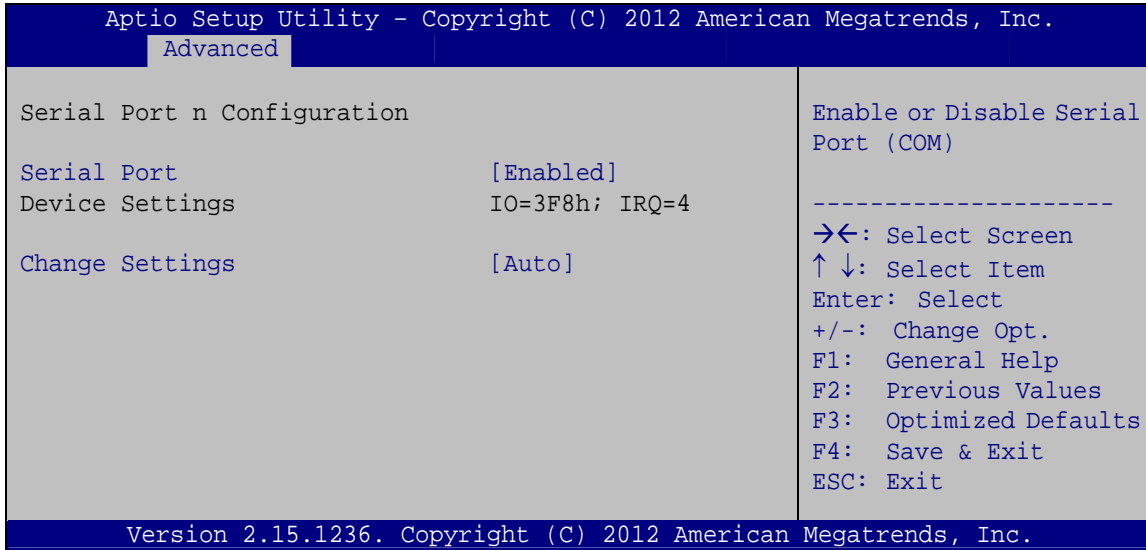 Aptio Setup Utility – Copyright (C) 2012 American Megatrends, Inc.
Advanced
Serial Port n Configuration
Serial Port [Enabled]
Device Settings IO=3F8h; IRQ=4
Change Settings [Auto]
Enable or Disable Serial
Port (COM)
---------------------
→←: Select Screen
↑ ↓: Select Item
Enter: Select
+/-: Change Opt.
F1: General Help
F2: Previous Values
F3: Optimized Defaults
F4: Save & Exit
ESC: Exit
Version 2.15.1236. Copyright (C) 2012 American Megatrends, Inc.